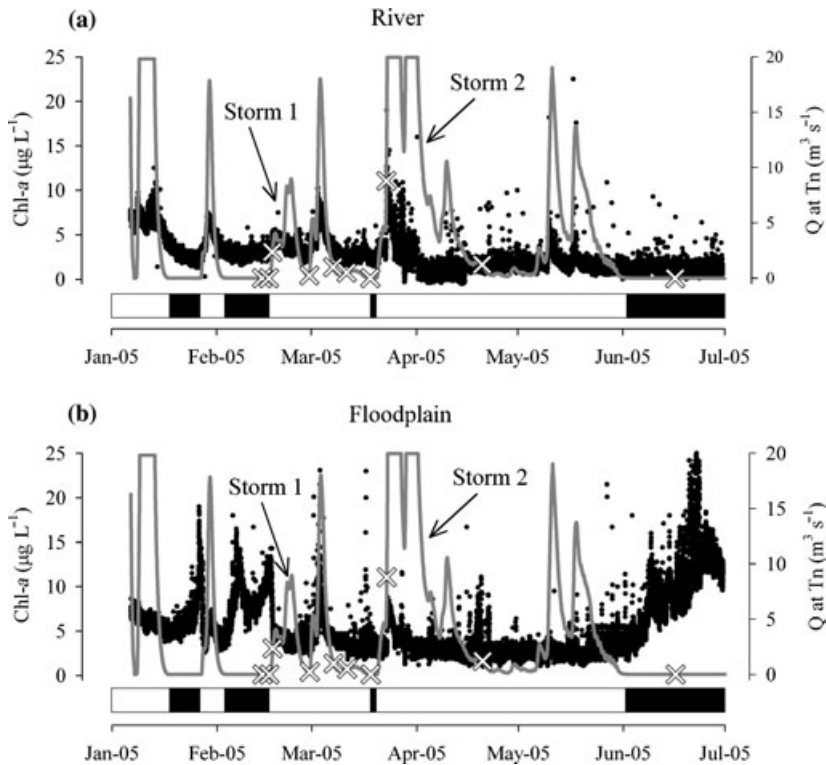 (a) River
25 20
20
15
15
10
10
5
5
0 0
Chl-a (µg L⁻¹)
Q at Tn (m³ s⁻¹)
Storm 1
Storm 2
Jan-05 Feb-05 Mar-05 Apr-05 May-05 Jun-05 Jul-05
(b) Floodplain
25 20
20
15
15
10
10
5
5
0 0
Chl-a (µg L⁻¹)
Q at Tn (m³ s⁻¹)
Storm 1
Storm 2
Jan-05 Feb-05 Mar-05 Apr-05 May-05 Jun-05 Jul-05